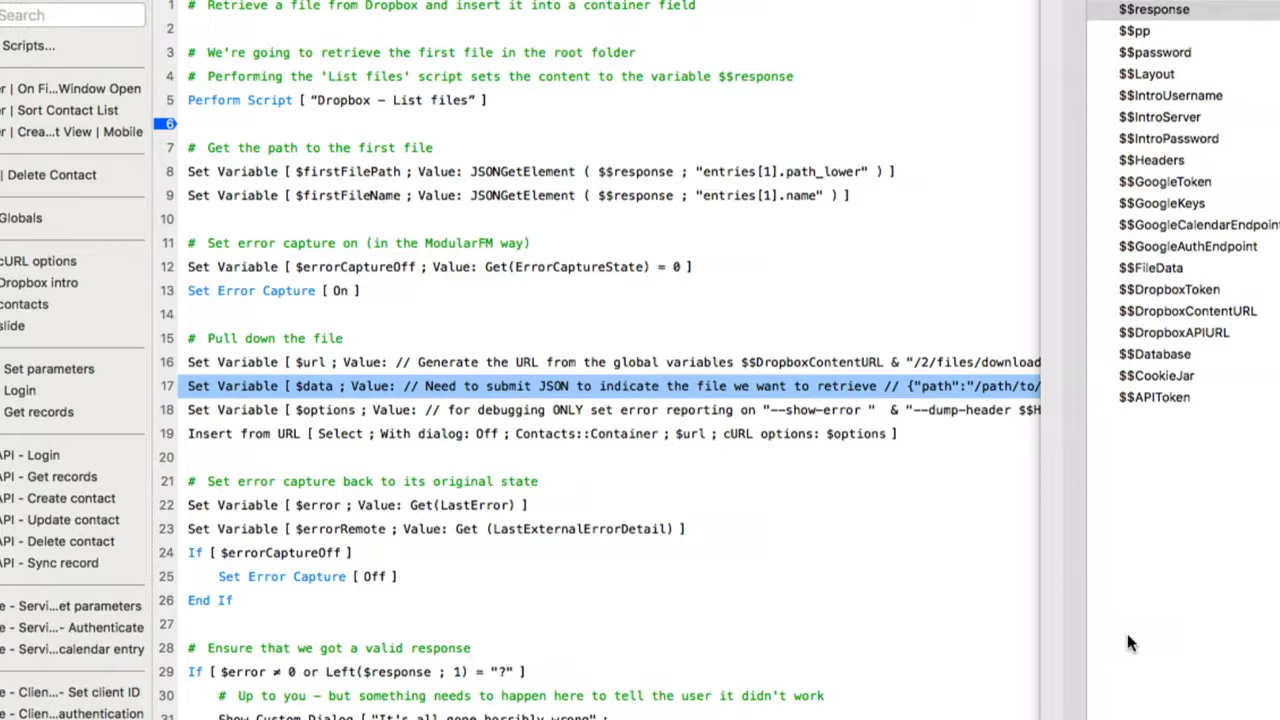 Search
Scripts...
er | On Fi...Window Open
er | Sort Contact List
er | Crea...t View | Mobile
| Delete Contact
Globals
cURL options
Dropbox intro
contacts
slide
Set parameters
Login
Get records
API - Login
API - Get records
API - Create contact
API - Update contact
API - Delete contact
API - Sync record
e - Servi...et parameters
e - Servi...- Authenticate
e - Servi...calendar entry
e - Clien...- Set client ID
e - Clien...authentication
1 # Retrieve a file from Dropbox and insert it into a container field
2
3 # We're going to retrieve the first file in the root folder
4 # Performing the 'List files' script sets the content to the variable $$response
5 Perform Script [ “Dropbox – List files” ]
6
7 # Get the path to the first file
8 Set Variable [ $firstFilePath ; Value: JSONGetElement ( $$response ; "entries[1].path_lower" ) ]
9 Set Variable [ $firstFileName ; Value: JSONGetElement ( $$response ; "entries[1].name" ) ]
10
11 # Set error capture on (in the ModularFM way)
12 Set Variable [ $errorCaptureOff ; Value: Get(ErrorCaptureState) = 0 ]
13 Set Error Capture [ On ]
14
15 # Pull down the file
16 Set Variable [ $url ; Value: // Generate the URL from the global variables $$DropboxContentURL & "/2/files/download
17 Set Variable [ $data ; Value: // Need to submit JSON to indicate the file we want to retrieve // {"path":"/path/to/
18 Set Variable [ $options ; Value: // for debugging ONLY set error reporting on "--show-error " & "--dump-header $$H
19 Insert from URL [ Select ; With dialog: Off ; Contacts::Container ; $url ; cURL options: $options ]
20
21 # Set error capture back to its original state
22 Set Variable [ $error ; Value: Get(LastError) ]
23 Set Variable [ $errorRemote ; Value: Get (LastExternalErrorDetail) ]
24 If [ $errorCaptureOff ]
25 Set Error Capture [ Off ]
26 End If
27
28 # Ensure that we got a valid response
29 If [ $error ≠ 0 or Left($response ; 1) = "?" ]
30 # Up to you – but something needs to happen here to tell the user it didn't work
31 Show Custom Dialog [ "It's all gone horribly wrong" ;
$$response
$$pp
$$password
$$Layout
$$IntroUsername
$$IntroServer
$$IntroPassword
$$Headers
$$GoogleToken
$$GoogleKeys
$$GoogleCalendarEndpoin
$$GoogleAuthEndpoint
$$FileData
$$DropboxToken
$$DropboxContentURL
$$DropboxAPIURL
$$Database
$$CookieJar
$$APIToken